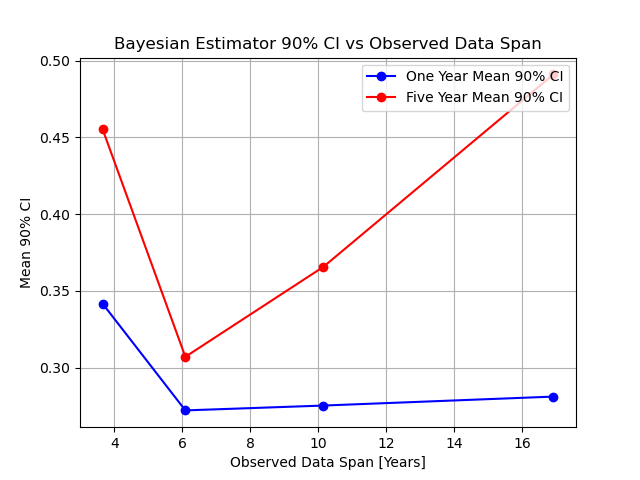 Bayesian Estimator 90% CI vs Observed Data Span
One Year Mean 90% CI
Five Year Mean 90% CI
Mean 90% CI
0.50
0.45
0.40
0.35
0.30
4 6 8 10 12 14 16
Observed Data Span [Years]